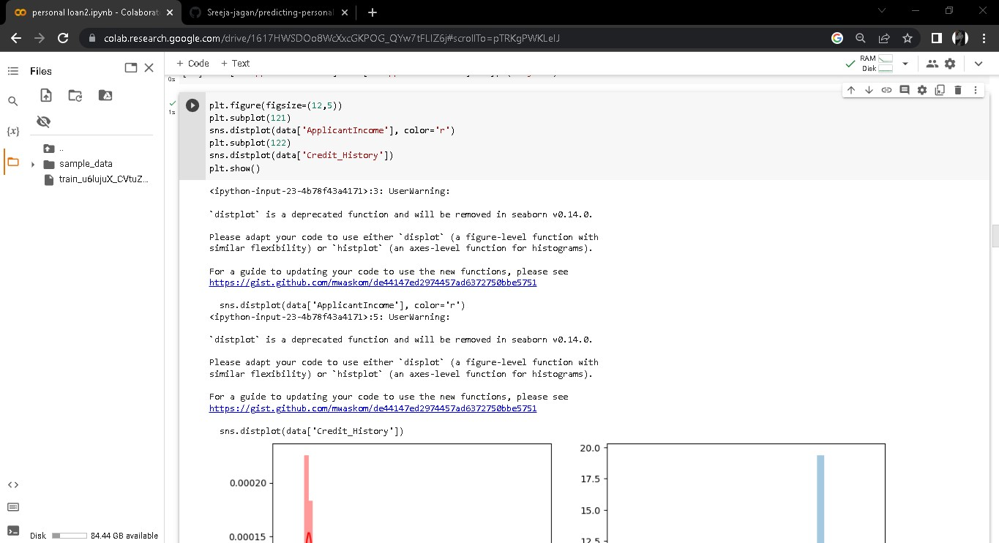 personal loan2.ipynb - Colaborat
Sreeja-jagan/predicting-personal
colab.research.google.com/drive/1617HWSDOo8WcXxcGKPOG_QYw7tFLIZ6j#scrollTo=pTRKgPWKLeIJ
Files
+ Code + Text
RAM
Disk
0s
1s
{x}
..
sample_data
train_u6lujuX_CVtuZ...
plt.figure(figsize=(12,5))
plt.subplot(121)
sns.distplot(data['ApplicantIncome'], color='r')
plt.subplot(122)
sns.distplot(data['Credit_History'])
plt.show()
<ipython-input-23-4b78f43a4171>:3: UserWarning:
`distplot` is a deprecated function and will be removed in seaborn v0.14.0.
Please adapt your code to use either `displot` (a figure-level function with
similar flexibility) or `histplot` (an axes-level function for histograms).
For a guide to updating your code to use the new functions, please see
https://gist.github.com/mwaskom/de44147ed2974457ad6372750bbe5751
sns.distplot(data['ApplicantIncome'], color='r')
<ipython-input-23-4b78f43a4171>:5: UserWarning:
`distplot` is a deprecated function and will be removed in seaborn v0.14.0.
Please adapt your code to use either `displot` (a figure-level function with
similar flexibility) or `histplot` (an axes-level function for histograms).
For a guide to updating your code to use the new functions, please see
https://gist.github.com/mwaskom/de44147ed2974457ad6372750bbe5751
sns.distplot(data['Credit_History'])
0.00020
0.00015
20.0
17.5
15.0
12.5
Disk 84.44 GB available